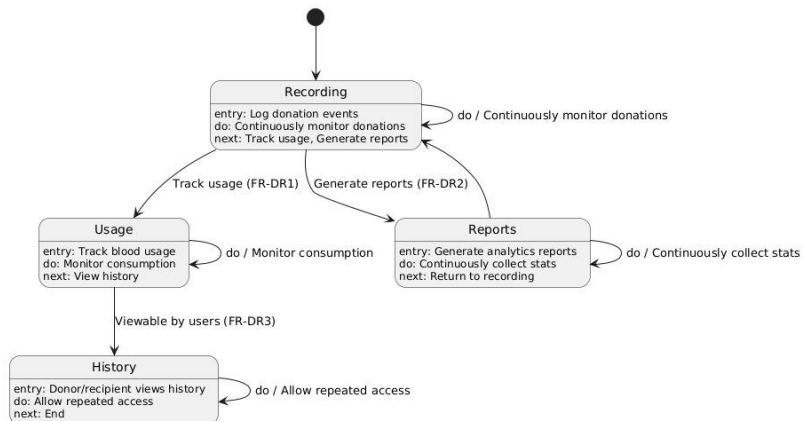 Recording
entry: Log donation events
do: Continuously monitor donations
next: Track usage, Generate reports
do / Continuously monitor donations
Track usage (FR-DR1)
Generate reports (FR-DR2)
Usage
entry: Track blood usage
do: Monitor consumption
next: View history
do / Monitor consumption
Reports
entry: Generate analytics reports
do: Continuously collect stats
next: Return to recording
do / Continuously collect stats
Viewable by users (FR-DR3)
History
entry: Donor/recipient views history
do: Allow repeated access
next: End
do / Allow repeated access